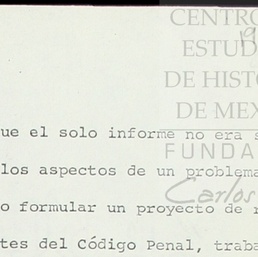 CENTRO
ESTUD
DE HISTO
DE MEX
FUNDA
Carlos
ue el solo informe no era s
los aspectos de un problema
o formular un proyecto de r
tes del Código Penal, traba